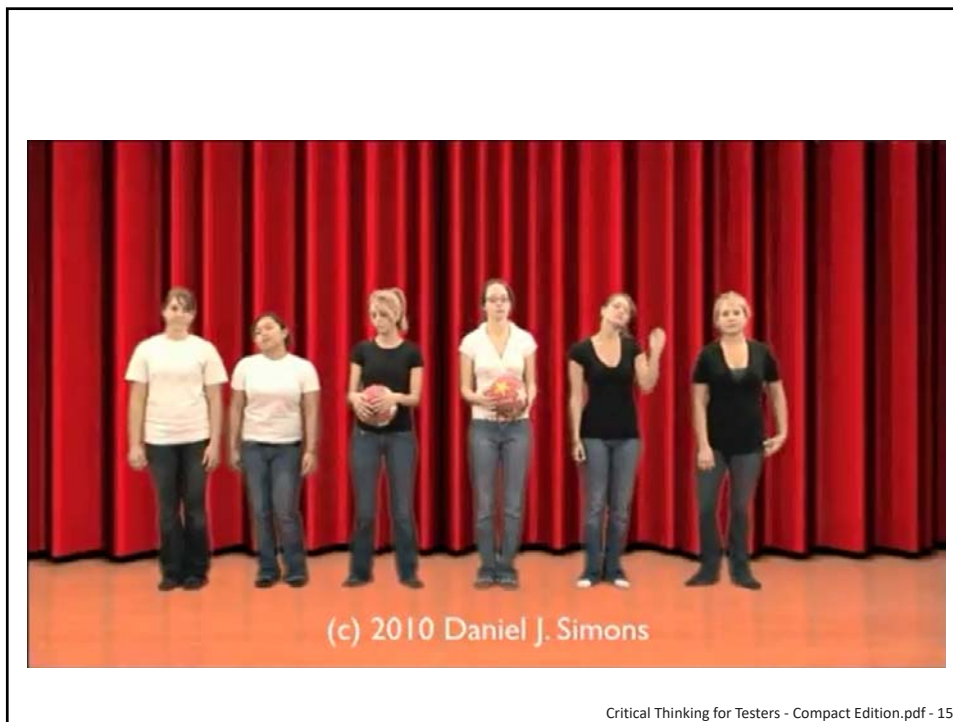 (c) 2010 Daniel J. Simons
Critical Thinking for Testers - Compact Edition.pdf - 15